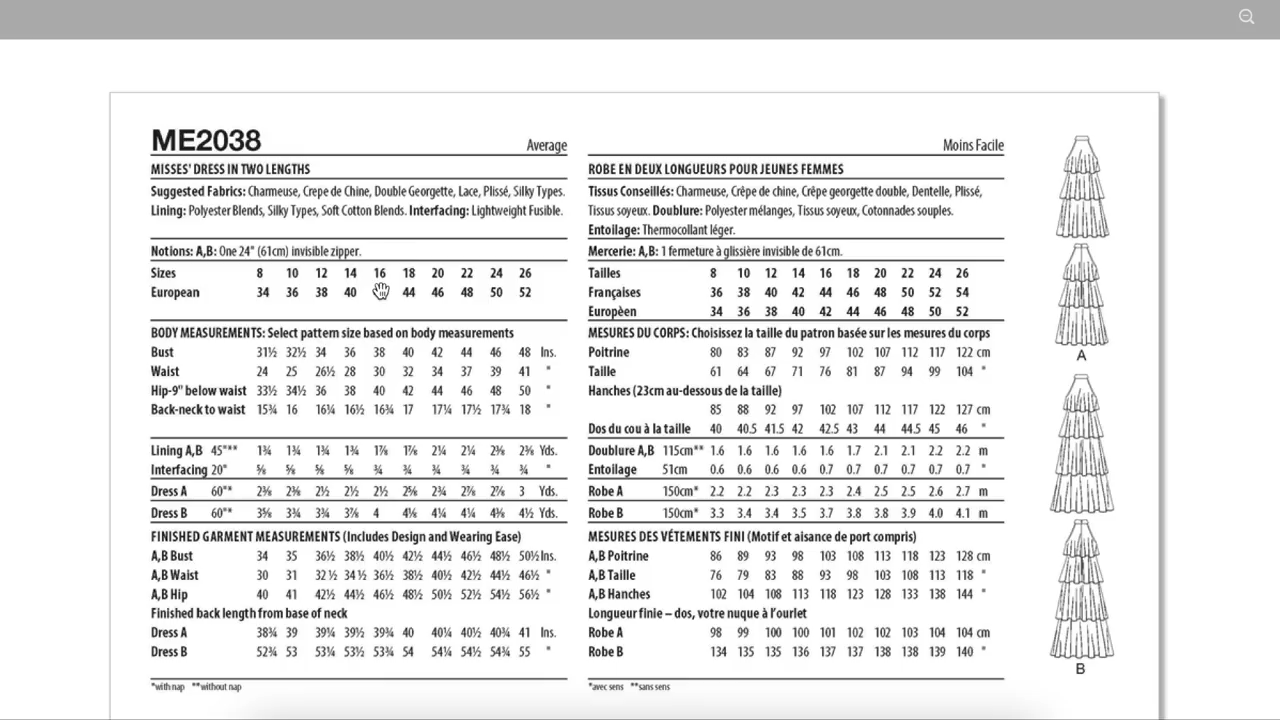 ME2038 Average
MISSES' DRESS IN TWO LENGTHS
Suggested Fabrics: Charmeuse, Crepe de Chine, Double Georgette, Lace, Plissé, Silky Types.
Lining: Polyester Blends, Silky Types, Soft Cotton Blends. Interfacing: Lightweight Fusible.
Notions: A,B: One 24" (61cm) invisible zipper.
Sizes 8 10 12 14 16 18 20 22 24 26
European 34 36 38 40 44 46 48 50 52
BODY MEASUREMENTS: Select pattern size based on body measurements
Bust 31½ 32½ 34 36 38 40 42 44 46 48 Ins.
Waist 24 25 26½ 28 30 32 34 37 39 41 "
Hip-9" below waist 33½ 34½ 36 38 40 42 44 46 48 50 "
Back-neck to waist 15¾ 16 16¼ 16½ 16¾ 17 17¼ 17½ 17¾ 18 "
Lining A,B 45"** 1¾ 1¾ 1¾ 1¾ 1⅞ 1⅞ 2¼ 2¼ 2⅜ 2⅜ Yds.
Interfacing 20" ⅝ ⅝ ⅝ ⅝ ¾ ¾ ¾ ¾ ¾ ¾ "
Dress A 60"* 2⅜ 2⅜ 2½ 2½ 2½ 2⅝ 2¾ 2⅞ 2⅞ 3 Yds.
Dress B 60"* 3⅝ 3¾ 3¾ 3⅞ 4 4⅛ 4¼ 4¼ 4⅜ 4½ Yds.
FINISHED GARMENT MEASUREMENTS (Includes Design and Wearing Ease)
A,B Bust 34 35 36½ 38½ 40½ 42½ 44½ 46½ 48½ 50½ Ins.
A,B Waist 30 31 32½ 34½ 36½ 38½ 40½ 42½ 44½ 46½ "
A,B Hip 40 41 42½ 44½ 46½ 48½ 50½ 52½ 54½ 56½ "
Finished back length from base of neck
Dress A 38¾ 39 39¼ 39½ 39¾ 40 40¼ 40½ 40¾ 41 Ins.
Dress B 52¾ 53 53¼ 53½ 53¾ 54 54¼ 54½ 54¾ 55 "
*with nap **without nap
Moins Facile
ROBE EN DEUX LONGUEURS POUR JEUNES FEMMES
Tissus Conseillés: Charmeuse, Crêpe de chine, Crêpe georgette double, Dentelle, Plissé,
Tissus soyeux. Doublure: Polyester mélanges, Tissus soyeux, Cotonnades souples.
Entoilage: Thermocollant léger.
Mercerie: A,B: 1 fermeture à glissière invisible de 61cm.
Tailles 8 10 12 14 16 18 20 22 24 26
Françaises 36 38 40 42 44 46 48 50 52 54
Européen 34 36 38 40 42 44 46 48 50 52
MESURES DU CORPS: Choisissez la taille du patron basée sur les mesures du corps
Poitrine 80 83 87 92 97 102 107 112 117 122 cm
Taille 61 64 67 71 76 81 87 94 99 104 "
Hanches (23cm au-dessous de la taille)
85 88 92 97 102 107 112 117 122 127 cm
Dos du cou à la taille 40 40.5 41.5 42 42.5 43 44 44.5 45 46 "
Doublure A,B 115cm** 1.6 1.6 1.6 1.6 1.6 1.7 2.1 2.1 2.2 2.2 m
Entoilage 51cm 0.6 0.6 0.6 0.6 0.7 0.7 0.7 0.7 0.7 0.7 "
Robe A 150cm* 2.2 2.2 2.3 2.3 2.3 2.4 2.5 2.5 2.6 2.7 m
Robe B 150cm* 3.3 3.4 3.4 3.5 3.7 3.8 3.8 3.9 4.0 4.1 m
MESURES DES VÉTEMENTS FINI (Motif et aisance de port compris)
A,B Poitrine 86 89 93 98 103 108 113 118 123 128 cm
A,B Taille 76 79 83 88 93 98 103 108 113 118 "
A,B Hanches 102 104 108 113 118 123 128 133 138 144 "
Longueur finie – dos, votre nuque à l'ourlet
Robe A 98 99 100 100 101 102 102 103 104 104 cm
Robe B 134 135 135 136 137 137 138 138 139 140 "
*avec sens **sans sens
A
B